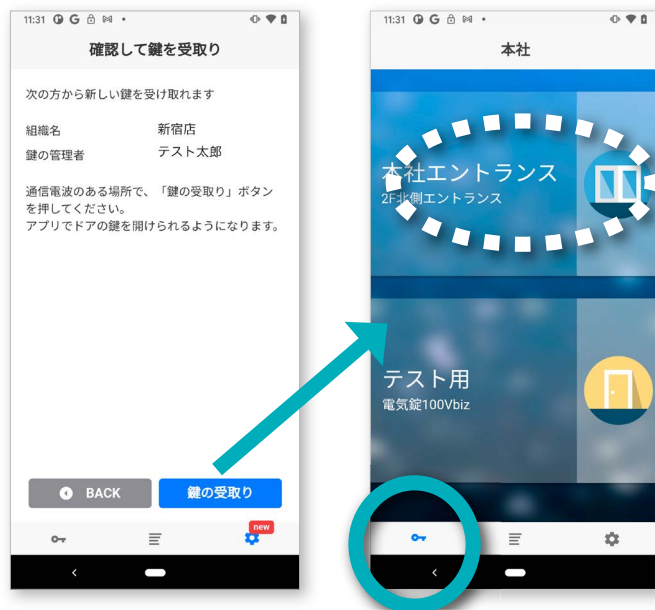 11:31
確認して鍵を受取り
次の方から新しい鍵を受け取れます
組織名 新宿店
鍵の管理者 テスト太郎
通信電波のある場所で、「鍵の受取り」ボタン
を押してください。
アプリでドアの鍵を開けられるようになります。
BACK
鍵の受取り
new
11:31
本社
本社エントランス
2F北側エントランス
テスト用
電気錠100Vbiz